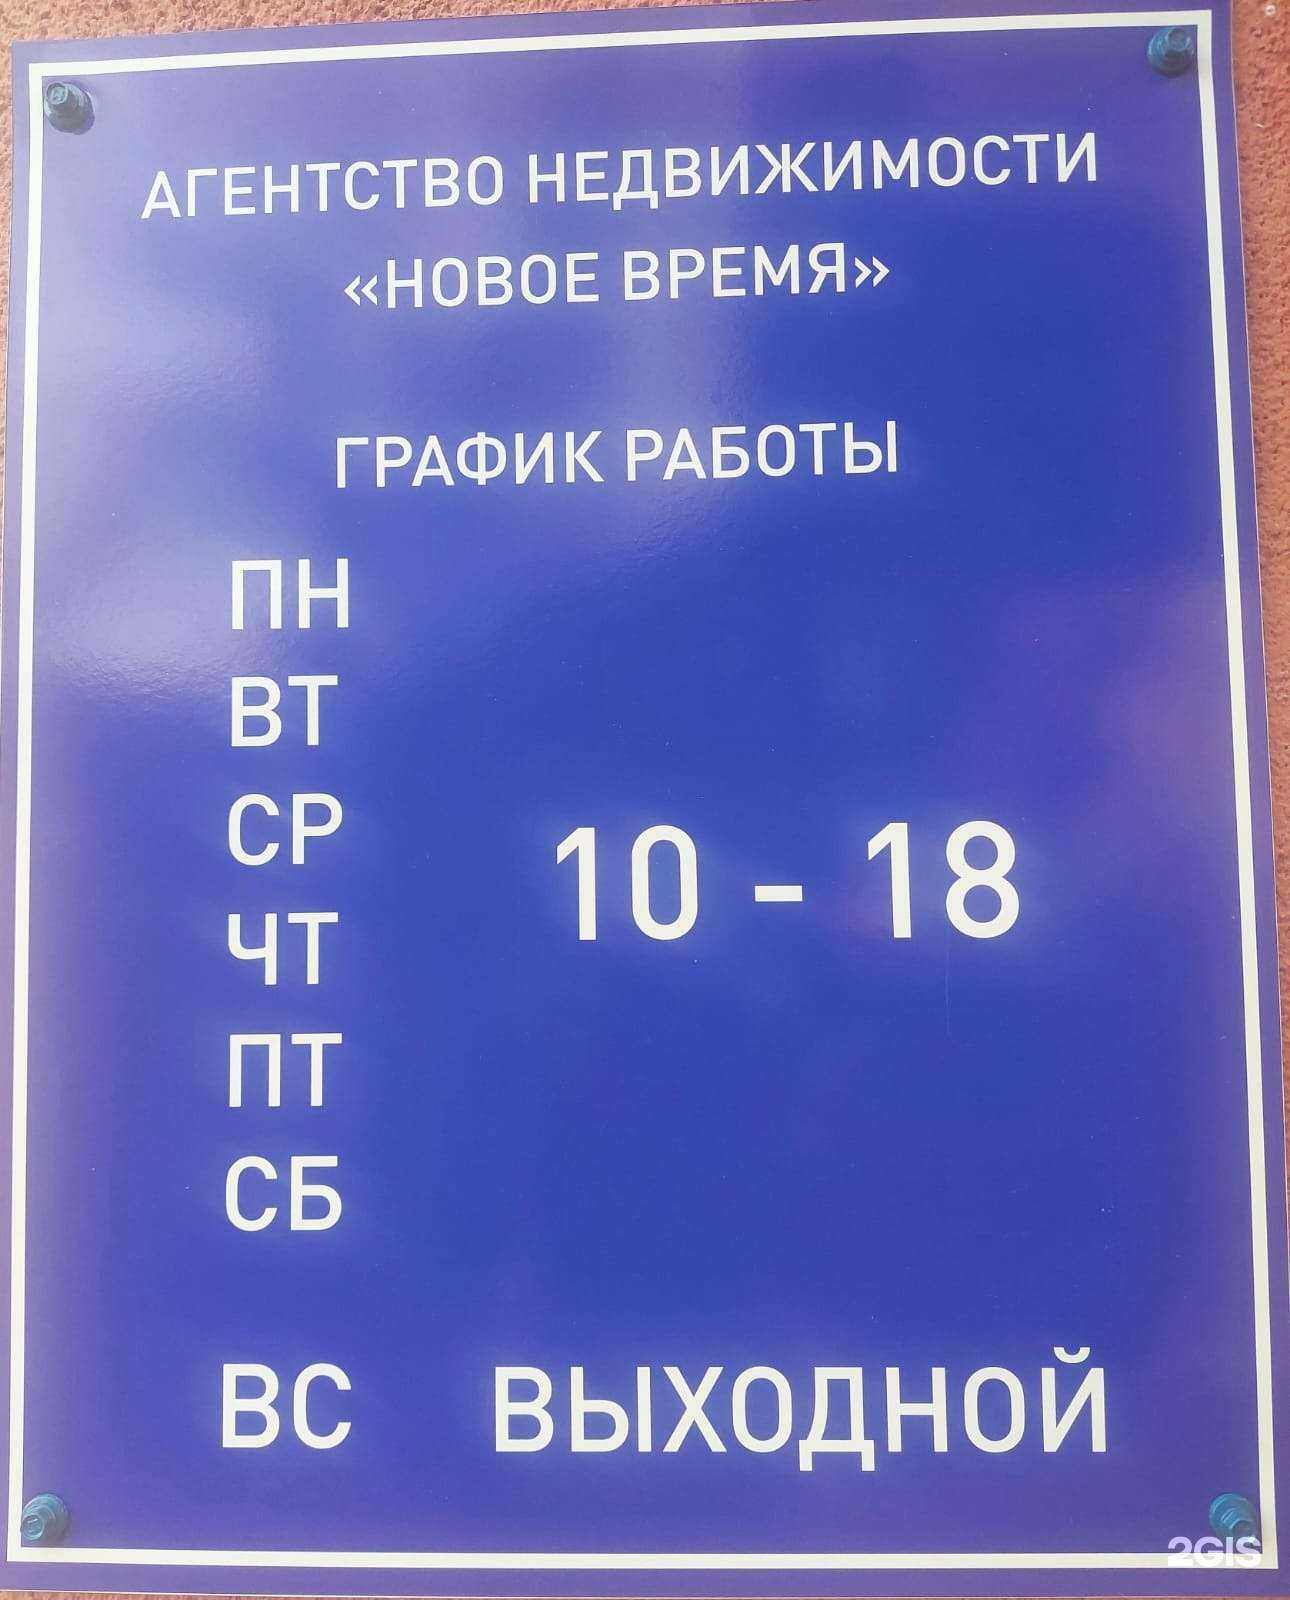 АГЕНТСТВО НЕДВИЖИМОСТИ
«НОВОЕ ВРЕМЯ»
ГРАФИК РАБОТЫ
ПН
ВТ
СР
10 - 18
ЧТ
ПТ
СБ
ВС ВЫХОДНОЙ
2GIS